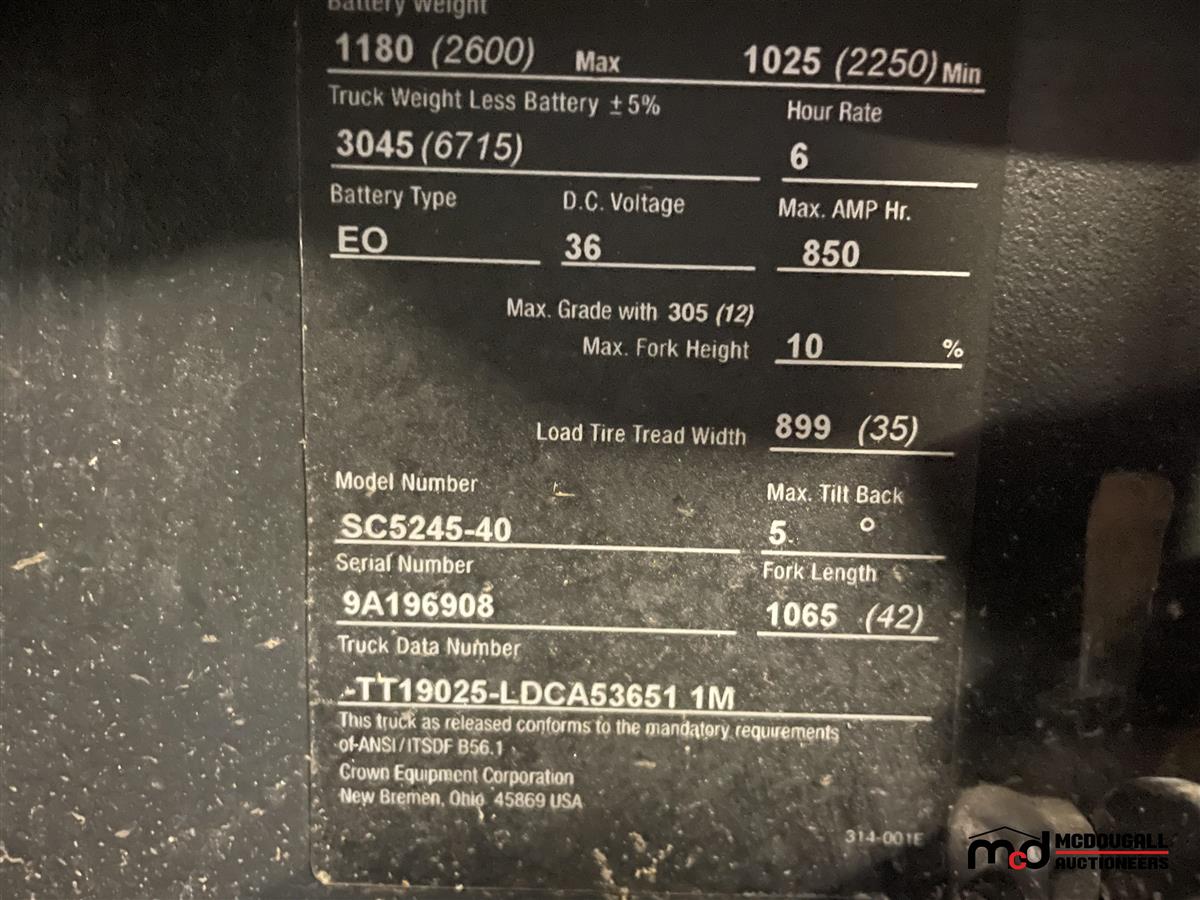 Battery Weight
1180 (2600) Max 1025 (2250) Min
Truck Weight Less Battery ± 5% Hour Rate
3045 (6715) 6
Battery Type D.C. Voltage Max. AMP Hr.
EO 36 850
Max. Grade with 305 (12)
Max. Fork Height 10 %
Load Tire Tread Width 899 (35)
Model Number Max. Tilt Back
SC5245-40 5 °
Serial Number Fork Length
9A196908 1065 (42)
Truck Data Number
-TT19025-LDCA53651 1M
This truck as released conforms to the mandatory requirements
of ANSI/ITSDF B56.1
Crown Equipment Corporation
New Bremen, Ohio 45869 USA
314-001E
mcd MCDOUGALL
AUCTIONEERS